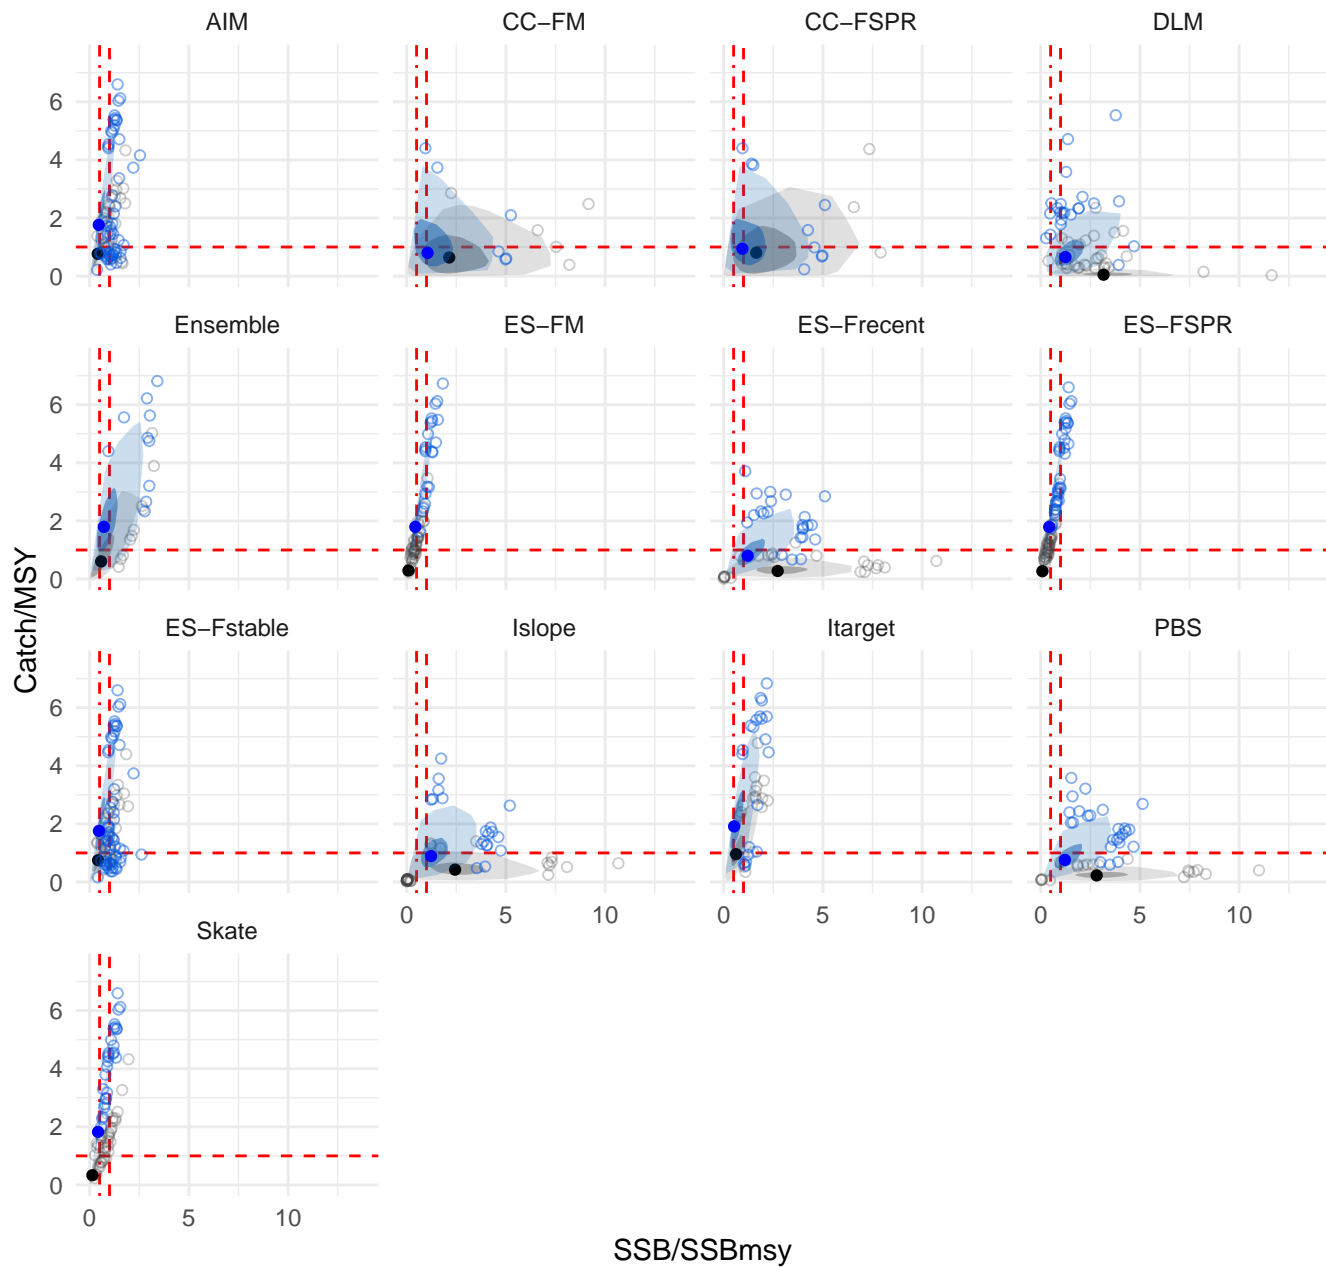 AIM CC−FM CC−FSPR DLM
6
4
2
0
Ensemble ES−FM ES−Frecent ES−FSPR
6
4
2
0
Catch/MSY
ES−Fstable Islope Itarget PBS
6
4
2
0
0 5 10 0 5 10 0 5 10
Skate
6
4
2
0
0 5 10
SSB/SSBmsy